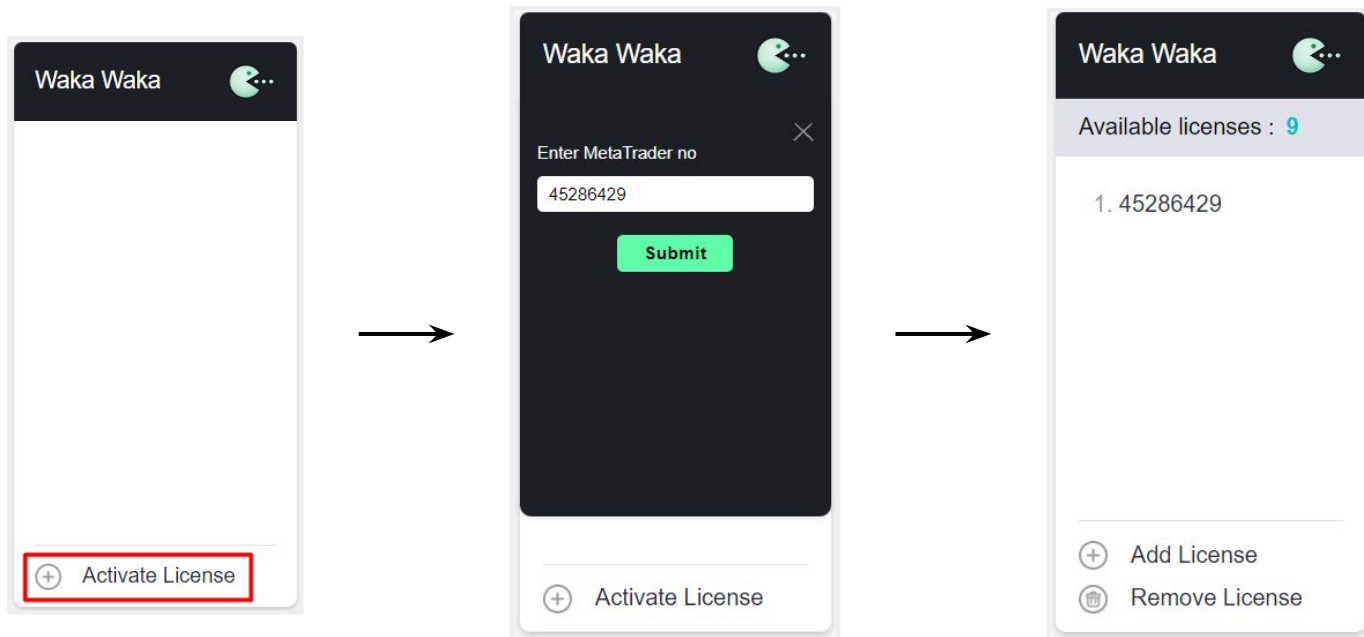 Waka Waka
Activate License
Waka Waka
Enter MetaTrader no
45286429
Submit
Activate License
Waka Waka
Available licenses : 9
1. 45286429
Add License
Remove License